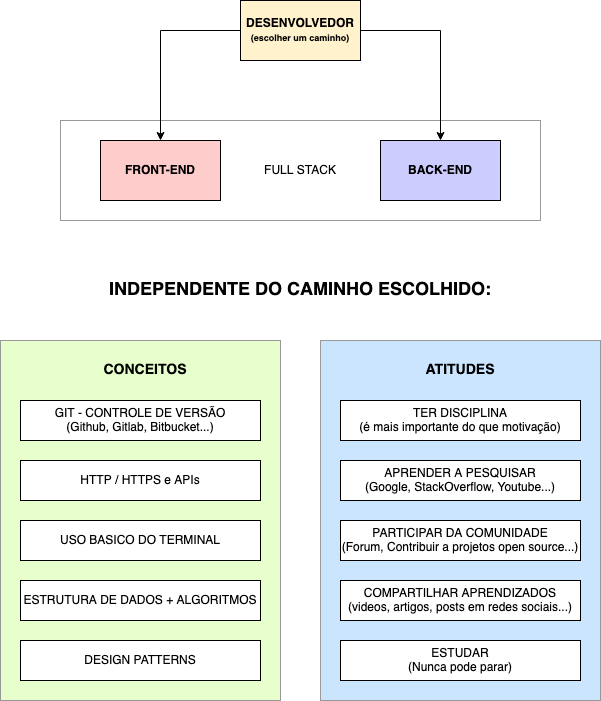 DESENVOLVEDOR
(escolher um caminho)
FRONT-END
FULL STACK
BACK-END
INDEPENDENTE DO CAMINHO ESCOLHIDO:
CONCEITOS
GIT - CONTROLE DE VERSÃO
(Github, Gitlab, Bitbucket...)
HTTP / HTTPS e APIs
USO BASICO DO TERMINAL
ESTRUTURA DE DADOS + ALGORITMOS
DESIGN PATTERNS
ATITUDES
TER DISCIPLINA
(é mais importante do que motivação)
APRENDER A PESQUISAR
(Google, StackOverflow, Youtube...)
PARTICIPAR DA COMUNIDADE
(Forum, Contribuir a projetos open source...)
COMPARTILHAR APRENDIZADOS
(videos, artigos, posts em redes sociais...)
ESTUDAR
(Nunca pode parar)